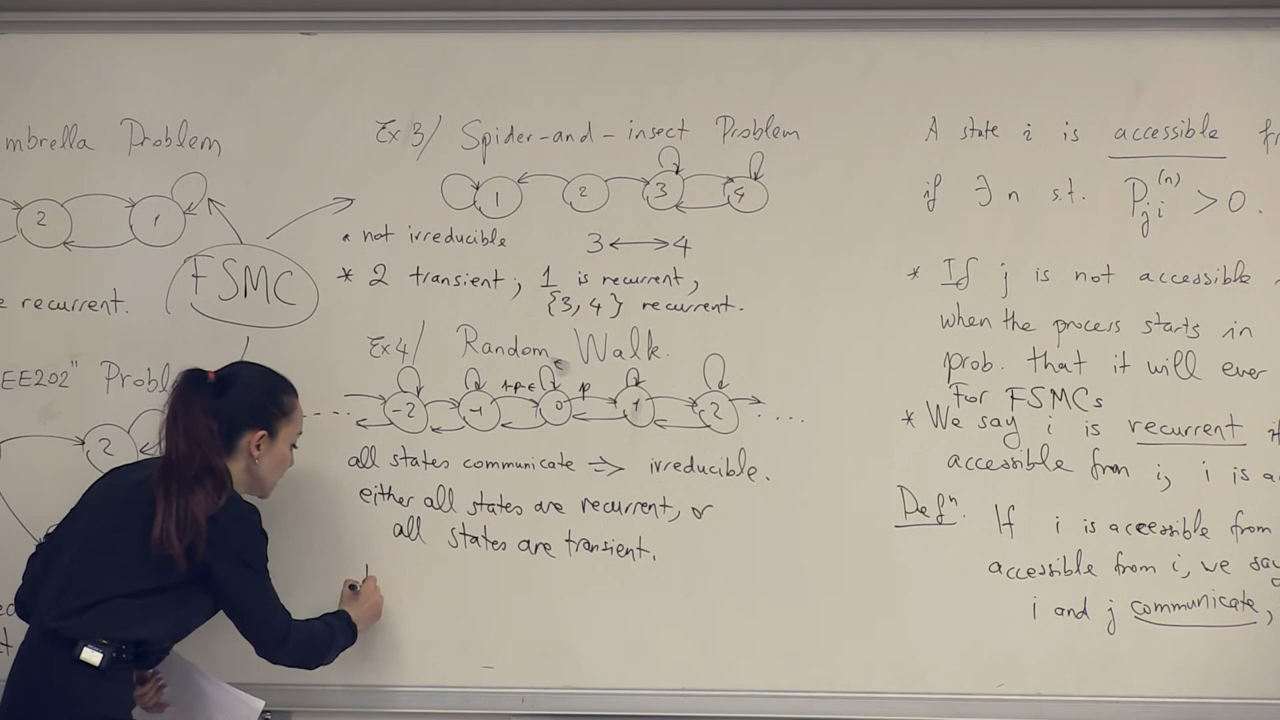 mbrella Problem
2 1
e recurrent.
FSMC
EE202" Probl
2
Ex 3/ Spider-and-insect Problem
1 2 3 4
• not irreducible 3 ⟷ 4
* 2 transient; 1 is recurrent,
{3, 4} recurrent.
Ex 4/ Random Walk.
1-p-ε ε p
-2 -1 0 1 2
all states communicate ⇒ irreducible.
either all states are recurrent, or
all states are transient.
A state i is accessible
if ∃ n s.t. P_{ji}^{(n)} > 0.
* If j is not accessible
when the process starts in
prob. that it will ever
For FSMCs
* We say i is recurrent
accessible from i, i is
Defⁿ. If i is accessible from
accessible from i, we say
i and j communicate,